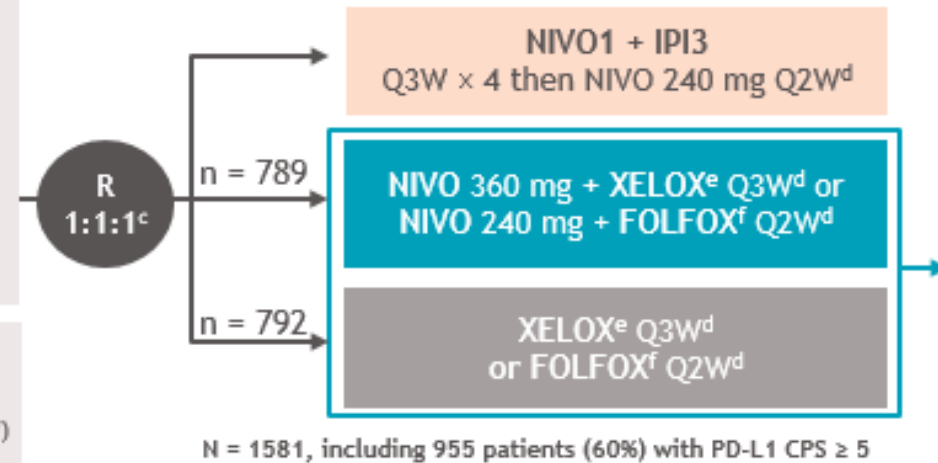 NIVO1 + IPI3
Q3W × 4 then NIVO 240 mg Q2Wᵈ
R
1:1:1ᶜ
n = 789
NIVO 360 mg + XELOXᵉ Q3Wᵈ or
NIVO 240 mg + FOLFOXᶠ Q2Wᵈ
n = 792
XELOXᵉ Q3Wᵈ
or FOLFOXᶠ Q2Wᵈ
)
N = 1581, including 955 patients (60%) with PD-L1 CPS ≥ 5